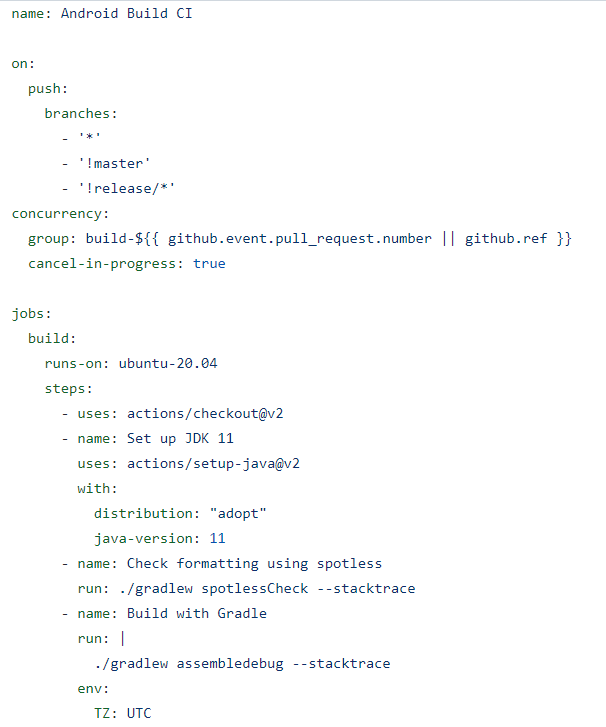 name: Android Build CI

on:
  push:
    branches:
      - '*'
      - '!master'
      - '!release/*'
concurrency:
  group: build-${{ github.event.pull_request.number || github.ref }}
  cancel-in-progress: true

jobs:
  build:
    runs-on: ubuntu-20.04
    steps:
      - uses: actions/checkout@v2
      - name: Set up JDK 11
        uses: actions/setup-java@v2
        with:
          distribution: "adopt"
          java-version: 11
      - name: Check formatting using spotless
        run: ./gradlew spotlessCheck --stacktrace
      - name: Build with Gradle
        run: |
          ./gradlew assembledebug --stacktrace
        env:
          TZ: UTC